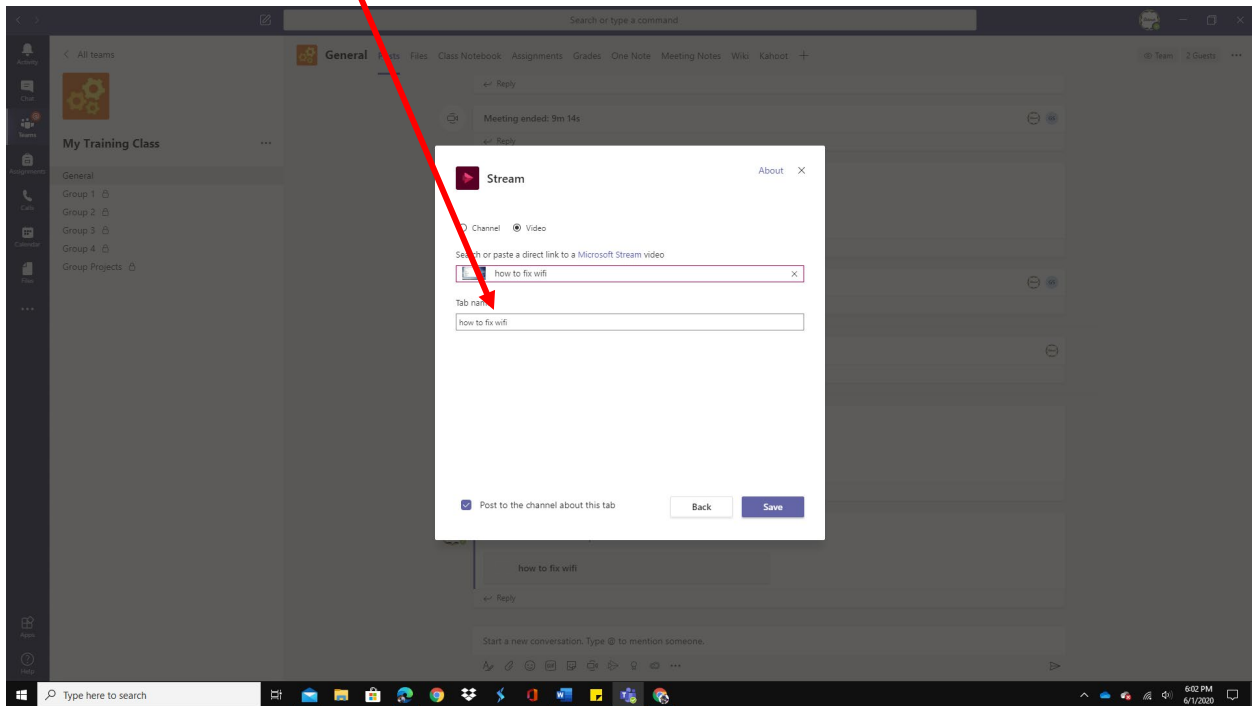 Search or type a command
Activity
All teams
General Posts Files Class Notebook Assignments Grades One Note Meeting Notes Wiki Kahoot
Team 2 Guests
Chat
Reply
Teams
Meeting ended: 9m 14s
My Training Class
Reply
Assignments
General
Group 1
Calls
Group 2
Group 3
Calendar
Group 4
Group Projects
Files
Stream
About
Channel Video
Search or paste a direct link to a Microsoft Stream video
how to fix wifi
Tab name
how to fix wifi
Post to the channel about this tab
Back
Save
how to fix wifi
Reply
Apps
Start a new conversation. Type @ to mention someone.
Help
GIF
Type here to search
6:02 PM
6/1/2020